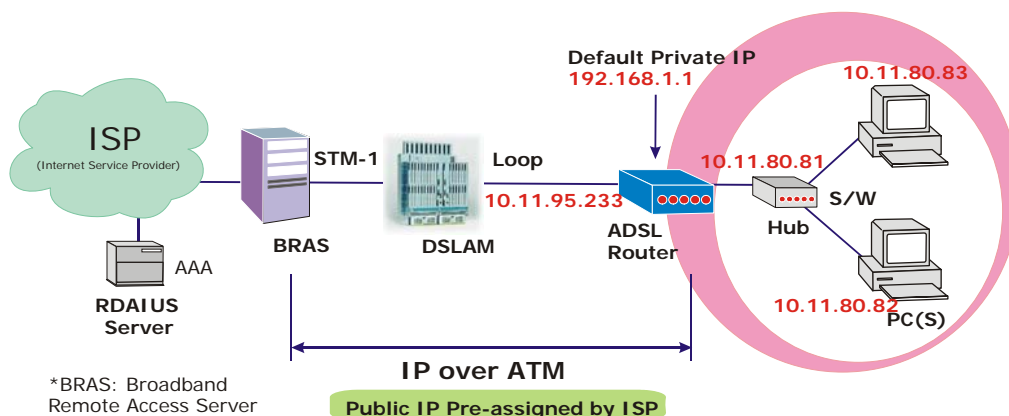 Default Private IP
192.168.1.1
10.11.80.83
ISP
(Internet Service Provider)
STM-1
Loop
10.11.80.81
10.11.95.233
S/W
BRAS
DSLAM
ADSL
Router
Hub
AAA
RDAIUS
Server
10.11.80.82
PC(S)
IP over ATM
*BRAS: Broadband
Remote Access Server
Public IP Pre-assigned by ISP